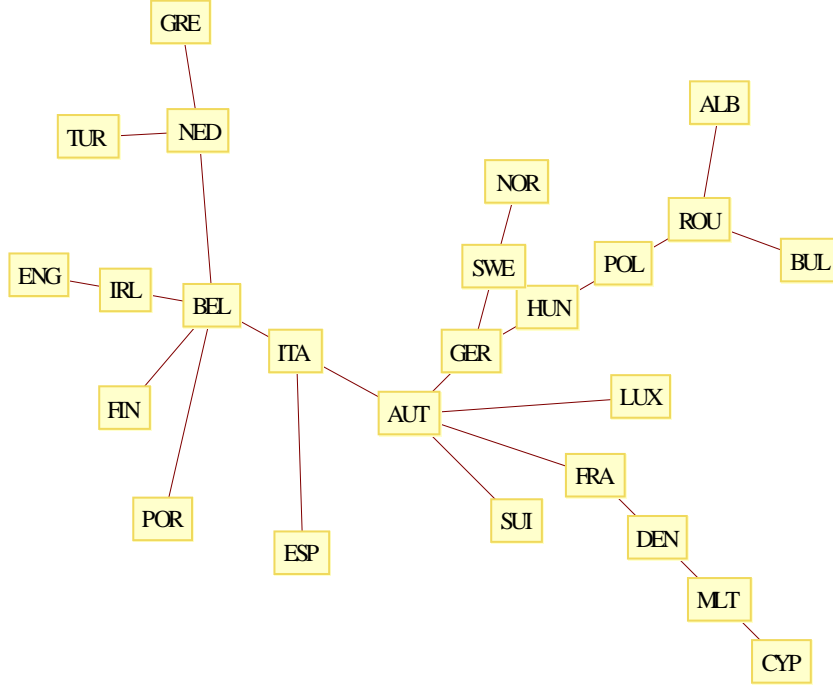 GRE
ALB
TUR
NED
NOR
ROU
SWE
POL
BUL
ENG
IRL
BEL
HUN
ITA
GER
FIN
AUT
LUX
FRA
POR
SUI
DEN
ESP
MLT
CYP